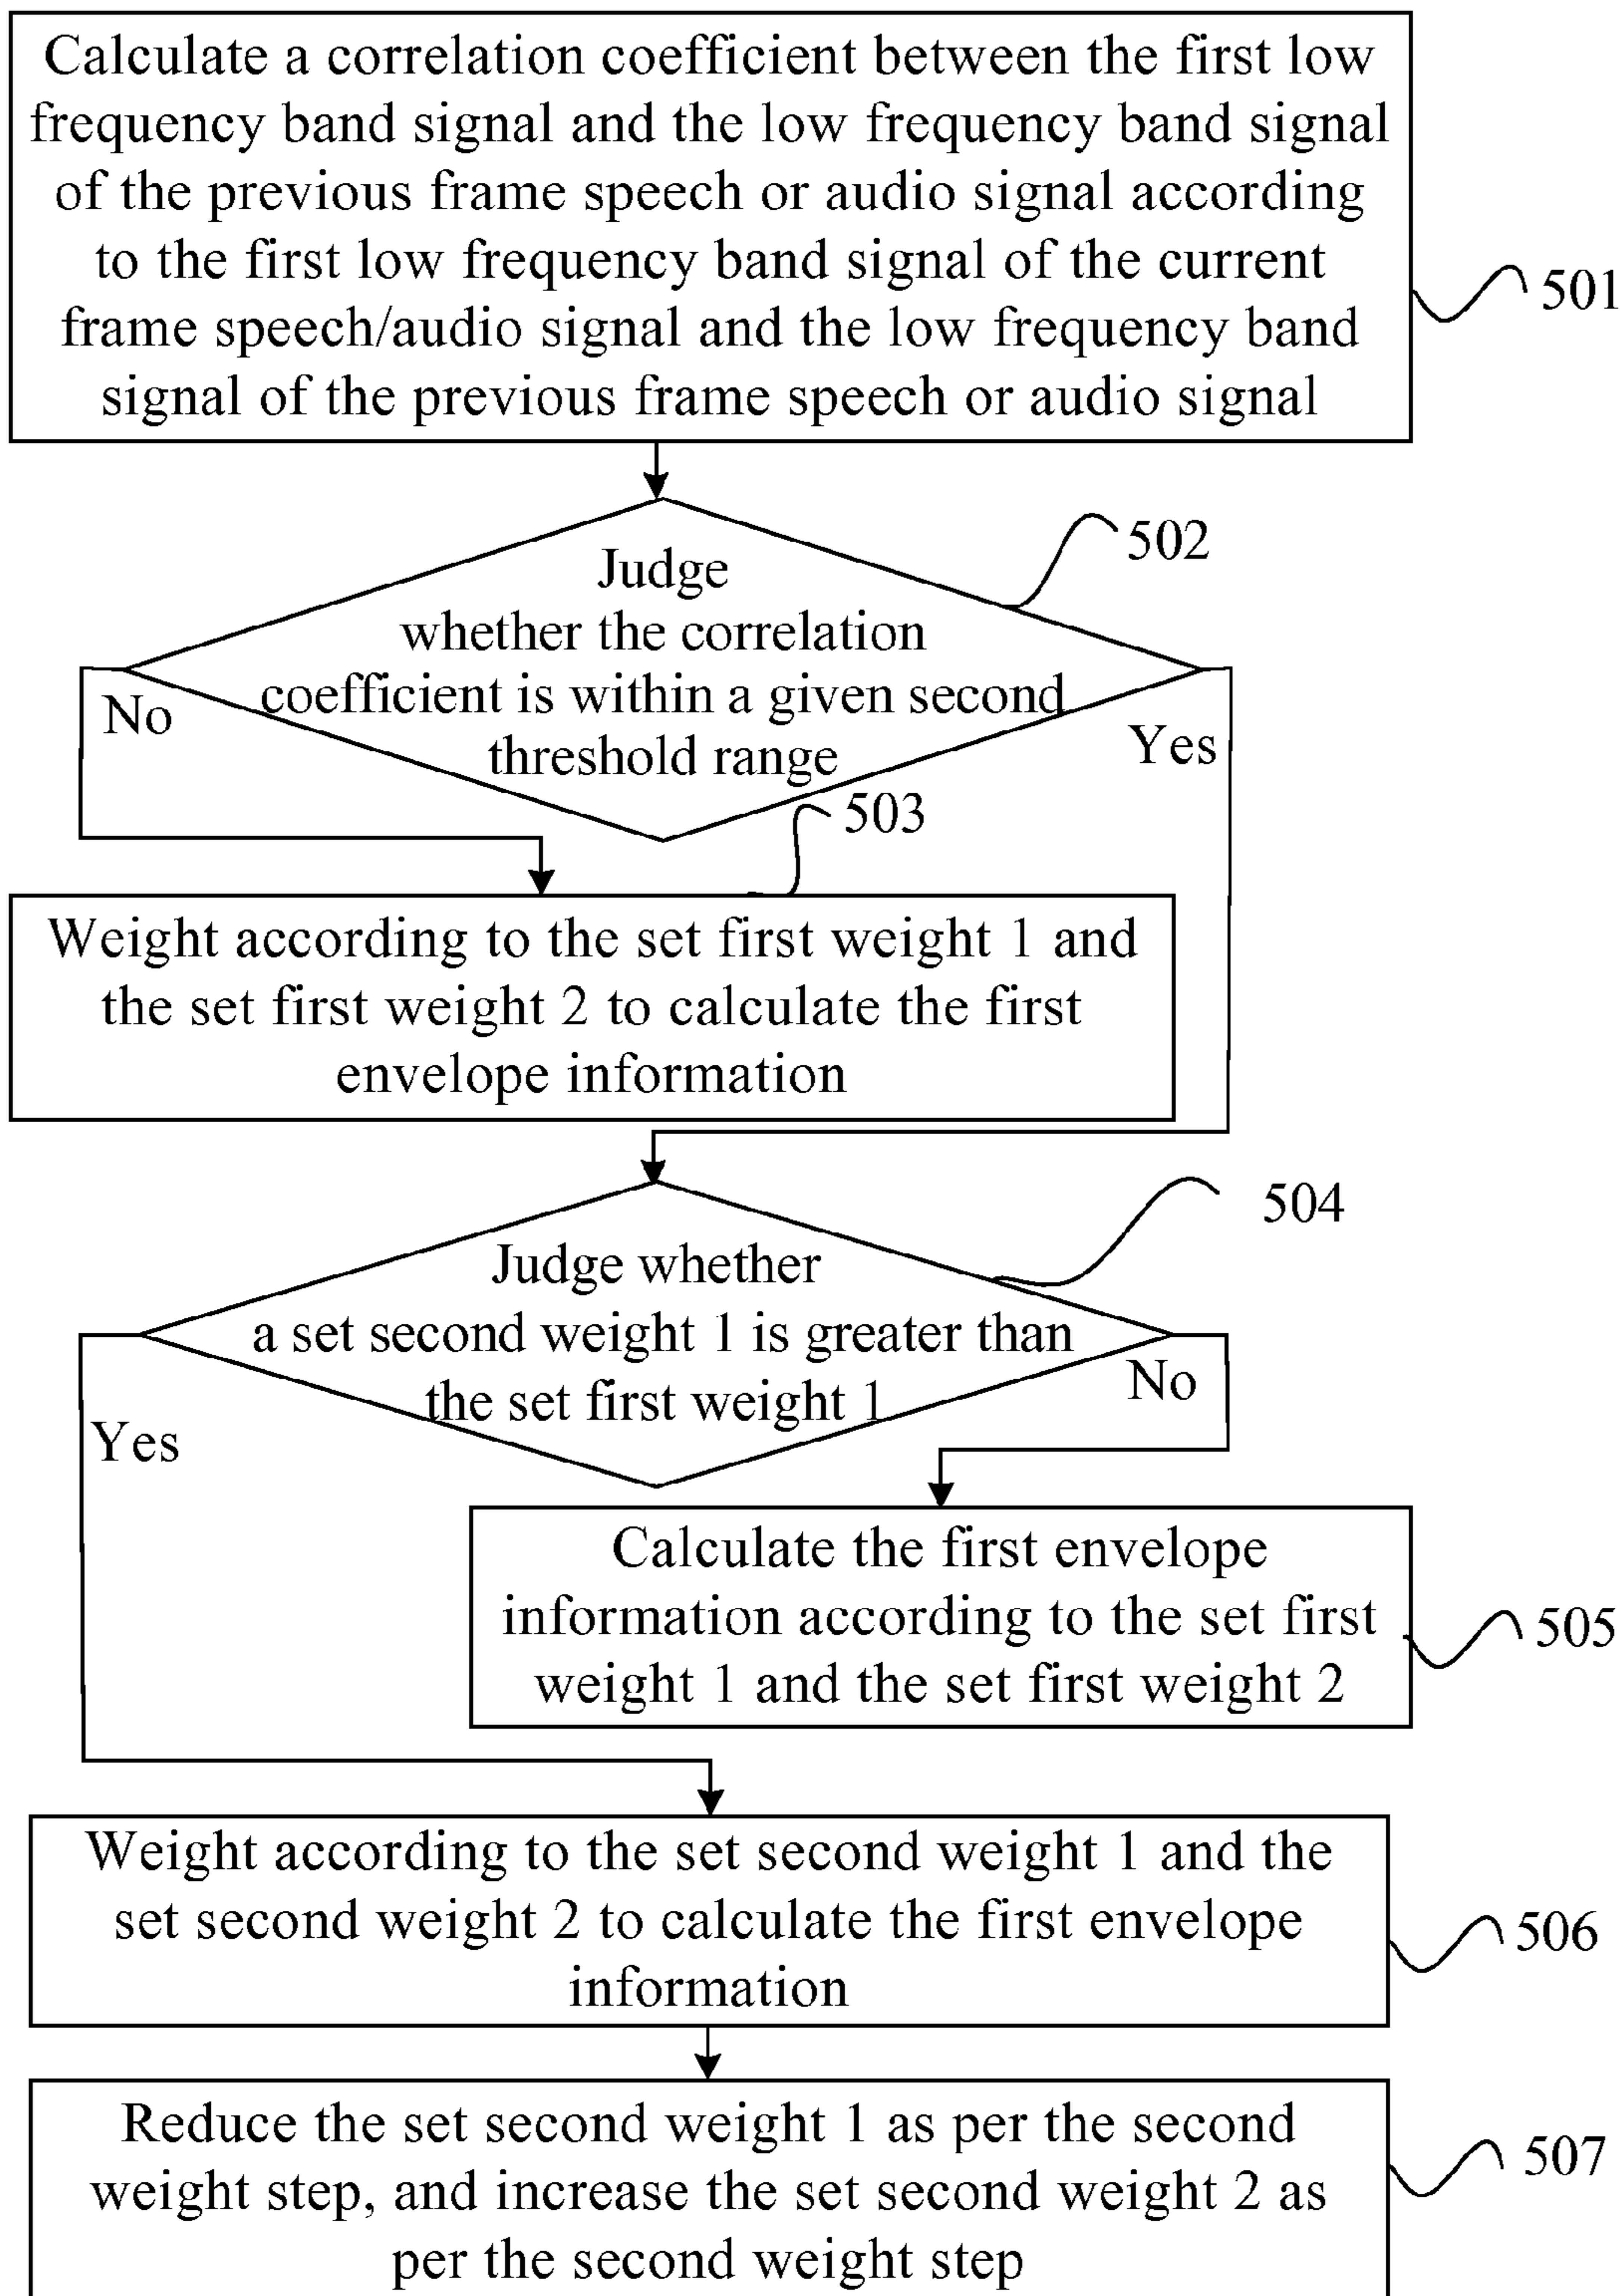 Calculate a correlation coefficient between the first low
frequency band signal and the low frequency band signal
of the previous frame speech or audio signal according
to the first low frequency band signal of the current
frame speech/audio signal and the low frequency band
signal of the previous frame speech or audio signal
501
502
Judge
whether the correlation
coefficient is within a given second
threshold range
No
Yes
503
Weight according to the set first weight 1 and
the set first weight 2 to calculate the first
envelope information
504
Judge whether
a set second weight 1 is greater than
the set first weight 1
No
Yes
Calculate the first envelope
information according to the set first
weight 1 and the set first weight 2
505
Weight according to the set second weight 1 and the
set second weight 2 to calculate the first envelope
information
506
Reduce the set second weight 1 as per the second
weight step, and increase the set second weight 2 as
per the second weight step
507